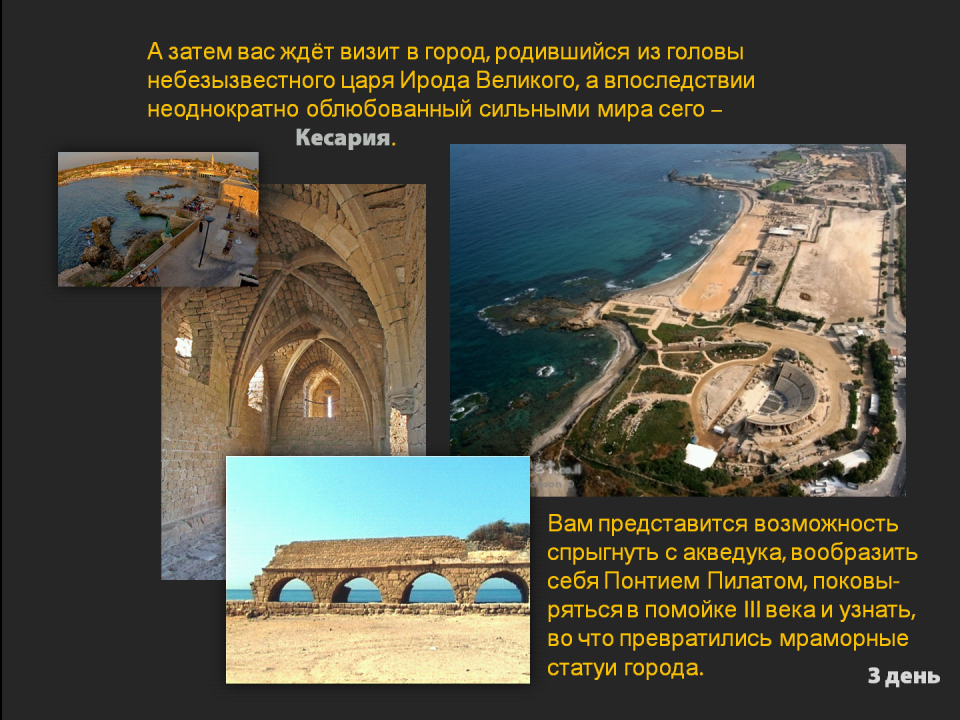 А затем вас ждёт визит в город, родившийся из головы
небезызвестного царя Ирода Великого, а впоследствии
неоднократно облюбованный сильными мира сего –
Кесария.
Вам представится возможность
спрыгнуть с акведука, вообразить
себя Понтием Пилатом, поковы-
ряться в помойке III века и узнать,
во что превратились мраморные
статуи города.
3 день